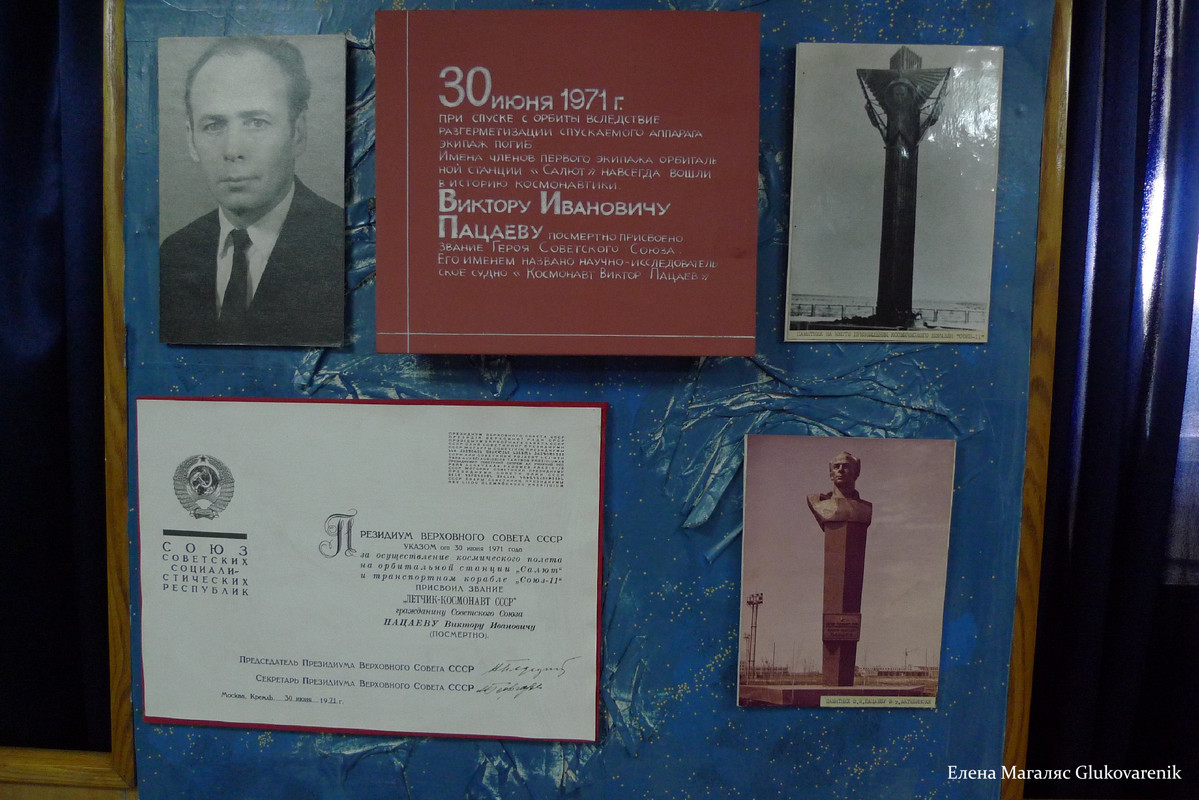 30 июня 1971 г.
при спуске с орбиты вследствие
разгерметизации спускаемого аппарата
экипаж погиб.
Имена членов первого экипажа орбиталь
ной станции «Салют» навсегда вошли
в историю космонавтики.
Виктору Ивановичу
Пацаеву посмертно присвоено
звание Героя Советского Союза.
Его именем названо научно-исследователь
ское судно «Космонавт Виктор Пацаев»
СОЮЗ
СОВЕТСКИХ
СОЦИАЛИ-
СТИЧЕСКИХ
РЕСПУБЛИК
ПРЕЗИДИУМ ВЕРХОВНОГО СОВЕТА СССР
УКАЗОМ от 30 июня 1971 года
за осуществление космического полета
на орбитальной станции „Салют"
и транспортном корабле „Союз-11"
ПРИСВОИЛ ЗВАНИЕ
„ЛЕТЧИК-КОСМОНАВТ СССР"
гражданину Советского Союза
ПАЦАЕВУ Виктору Ивановичу
(ПОСМЕРТНО).
Председатель Президиума Верховного Совета СССР
Секретарь Президиума Верховного Совета СССР
Москва, Кремль. 30 июня 1971 г.
Елена Магаляс Glukovarenik